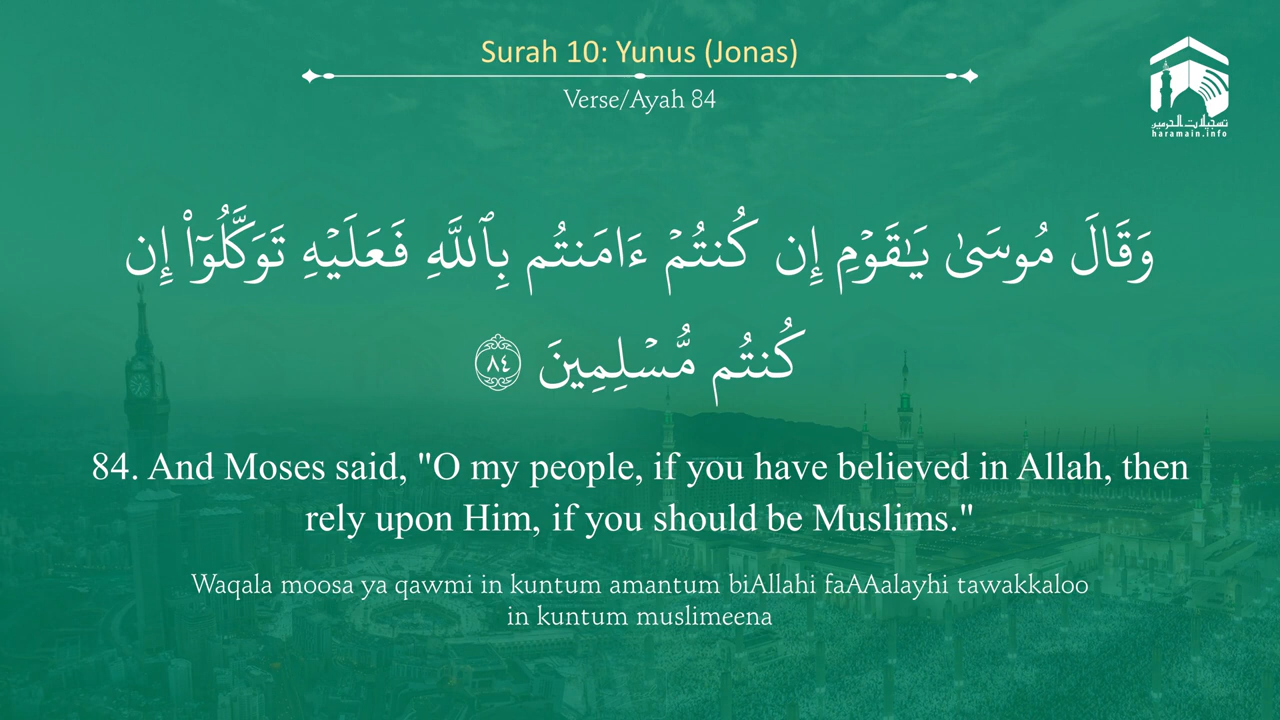 Surah 10: Yunus (Jonas)
Verse/Ayah 84
تسجيلات الحرمين
haramain.info
وَقَالَ مُوسَىٰ يَـٰقَوْمِ إِن كُنتُمْ ءَامَنتُم بِٱللَّهِ فَعَلَيْهِ تَوَكَّلُوٓا۟ إِن
كُنتُم مُّسْلِمِينَ ٨٤
84. And Moses said, "O my people, if you have believed in Allah, then
rely upon Him, if you should be Muslims."
Waqala moosa ya qawmi in kuntum amantum biAllahi faAAalayhi tawakkaloo
in kuntum muslimeena